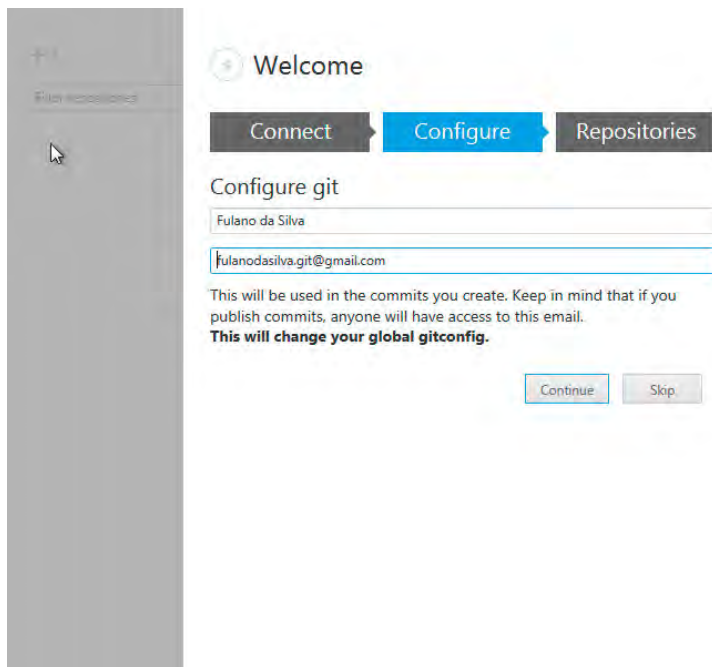 Filter repositories
Welcome
Connect
Configure
Repositories
Configure git
Fulano da Silva
fulanodasilva.git@gmail.com
This will be used in the commits you create. Keep in mind that if you
publish commits, anyone will have access to this email.
This will change your global gitconfig.
Continue
Skip